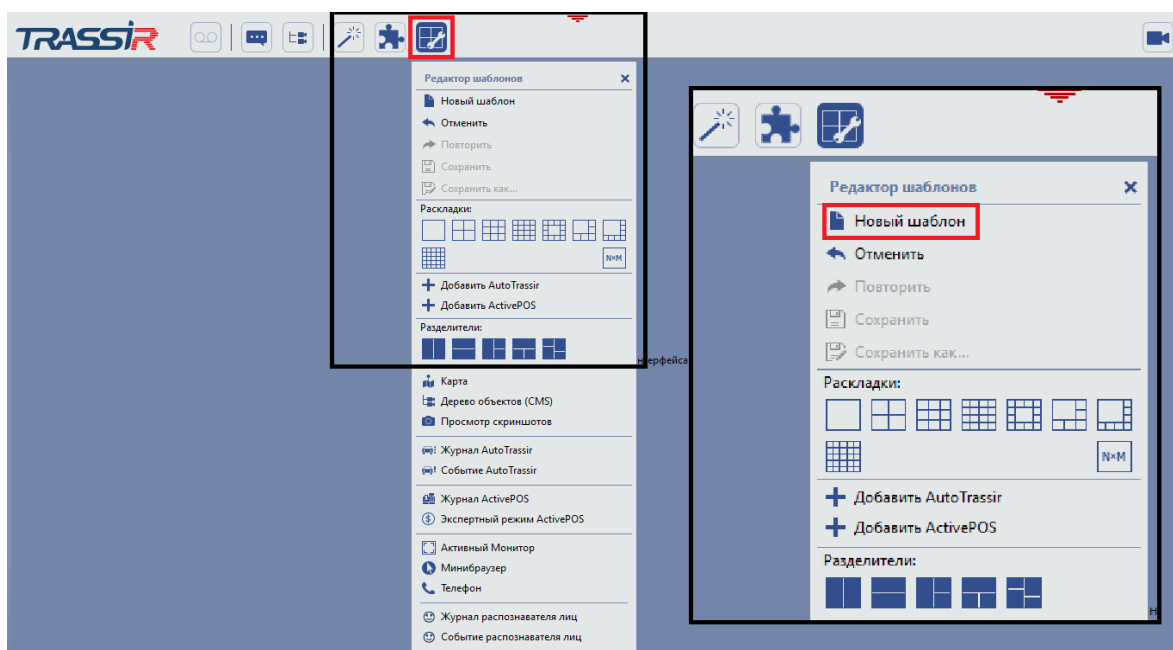 TRASSIR
Редактор шаблонов
Новый шаблон
Отменить
Повторить
Сохранить
Сохранить как...
Раскладки:
N×M
Добавить AutoTrassir
Добавить ActivePOS
Разделители:
нтерфейса
Карта
Дерево объектов (CMS)
Просмотр скриншотов
Журнал AutoTrassir
Событие AutoTrassir
Журнал ActivePOS
Экспертный режим ActivePOS
Активный Монитор
Минибраузер
Телефон
Журнал распознавателя лиц
Событие распознавателя лиц
Редактор шаблонов
Новый шаблон
Отменить
Повторить
Сохранить
Сохранить как...
Раскладки:
N×M
Добавить AutoTrassir
Добавить ActivePOS
Разделители:
н